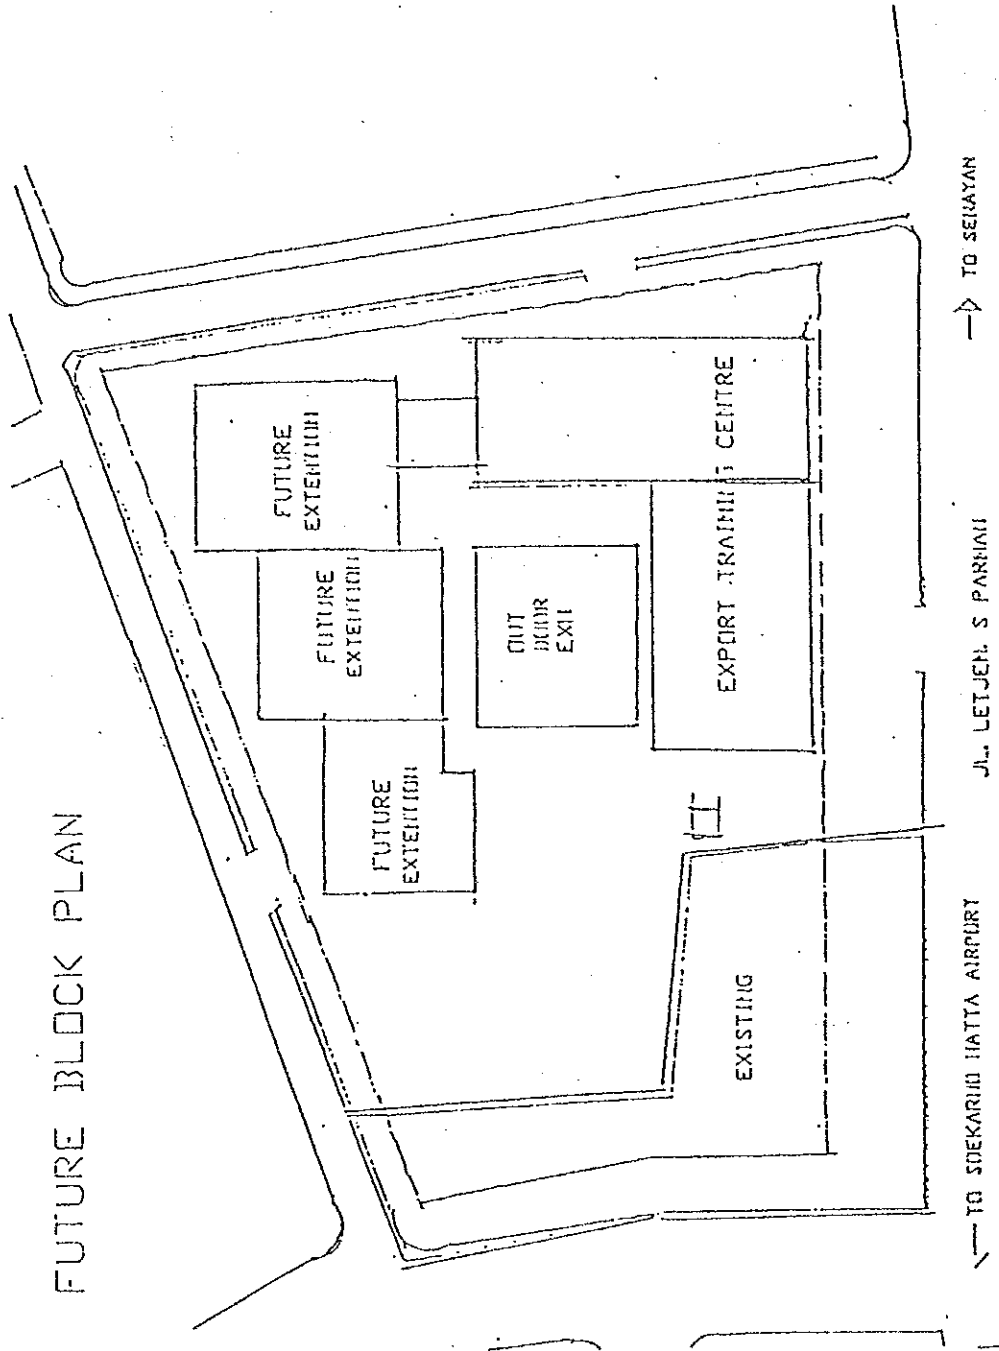 FUTURE BLOCK PLAN
FUTURE
EXTENTION
FUTURE
EXTENTION
FUTURE
EXTENTION
OUT
DOOR
EXH
EXPORT TRAINING CENTRE
EXISTING
← TO SOEKARNO HATTA AIRPORT
JL. LETJEN. S PARMAN
→ TO SENAYAN